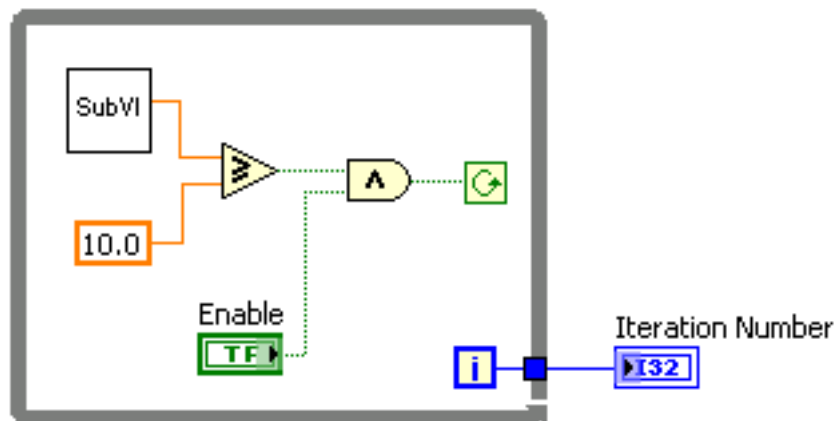 SubVI
≥
∧
10.0
Enable
TF
i
Iteration Number
I32